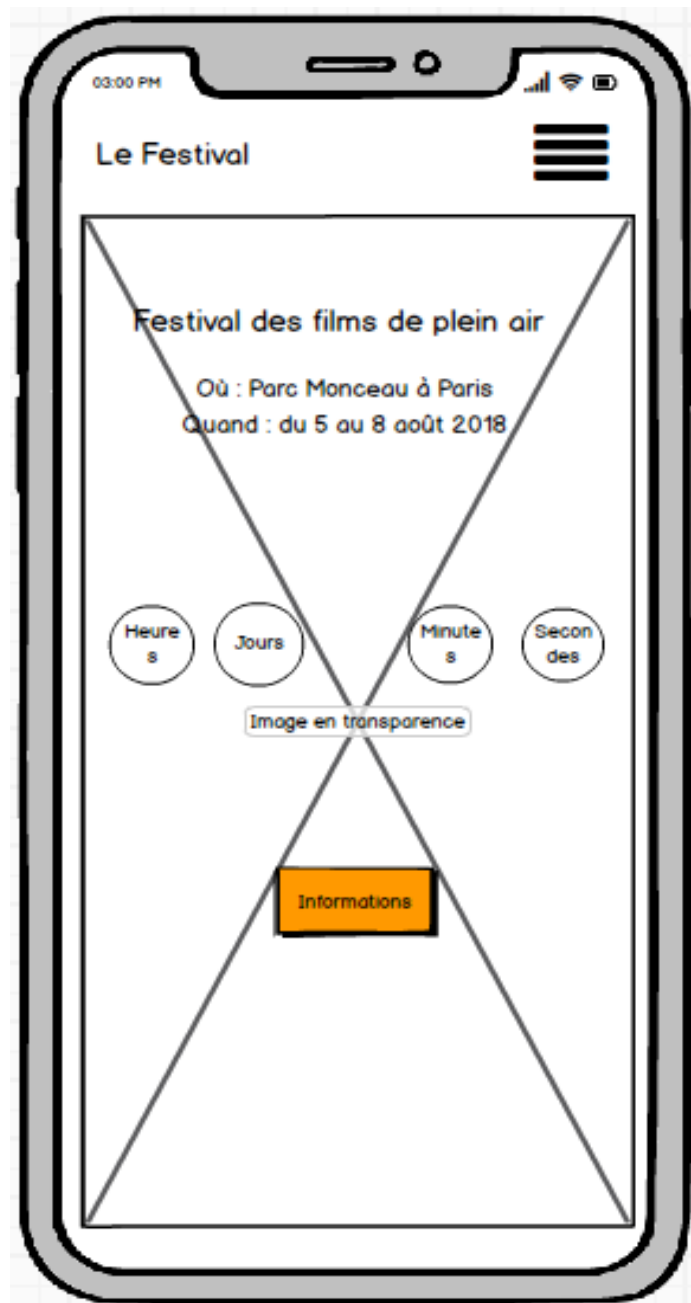 03:00 PM
Le Festival
Festival des films de plein air
Où : Parc Monceau à Paris
Quand : du 5 au 8 août 2018
Heure
s
Jours
Minute
s
Secon
des
Image en transparence
Informations